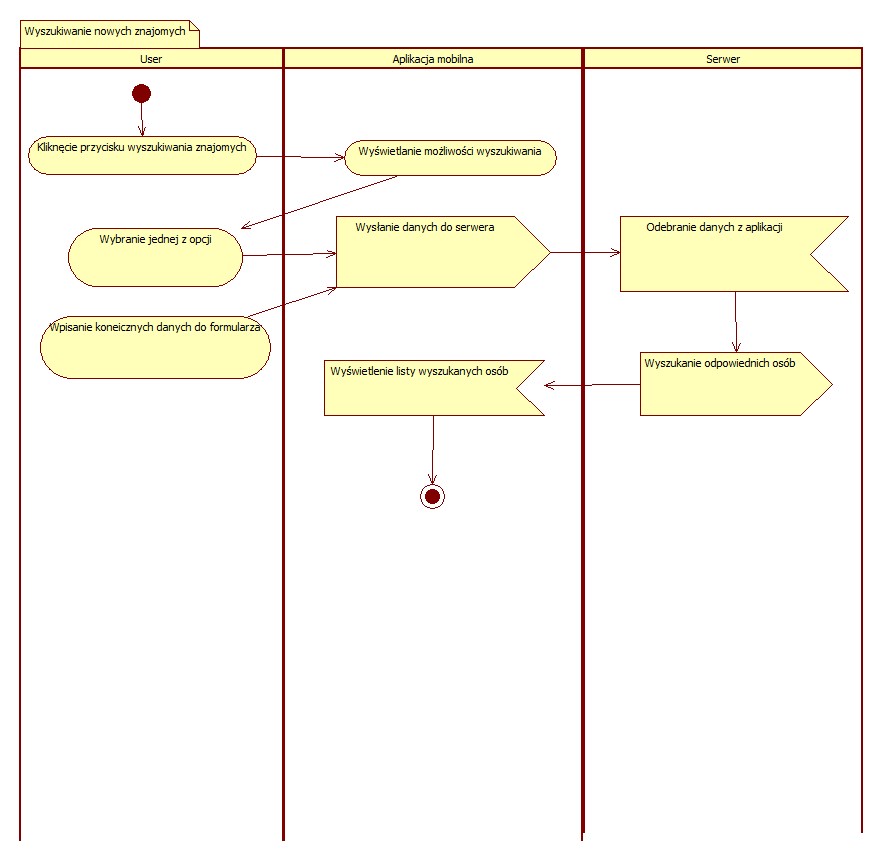 Wyszukiwanie nowych znajomych
User
Aplikacja mobilna
Serwer
Kliknęcie przycisku wyszukiwania znajomych
Wyświetlanie możliwości wyszukiwania
Wybranie jednej z opcji
Wysłanie danych do serwera
Odebranie danych z aplikacji
Wpisanie koneicznych danych do formularza
Wyświetlenie listy wyszukanych osób
Wyszukanie odpowiednich osób